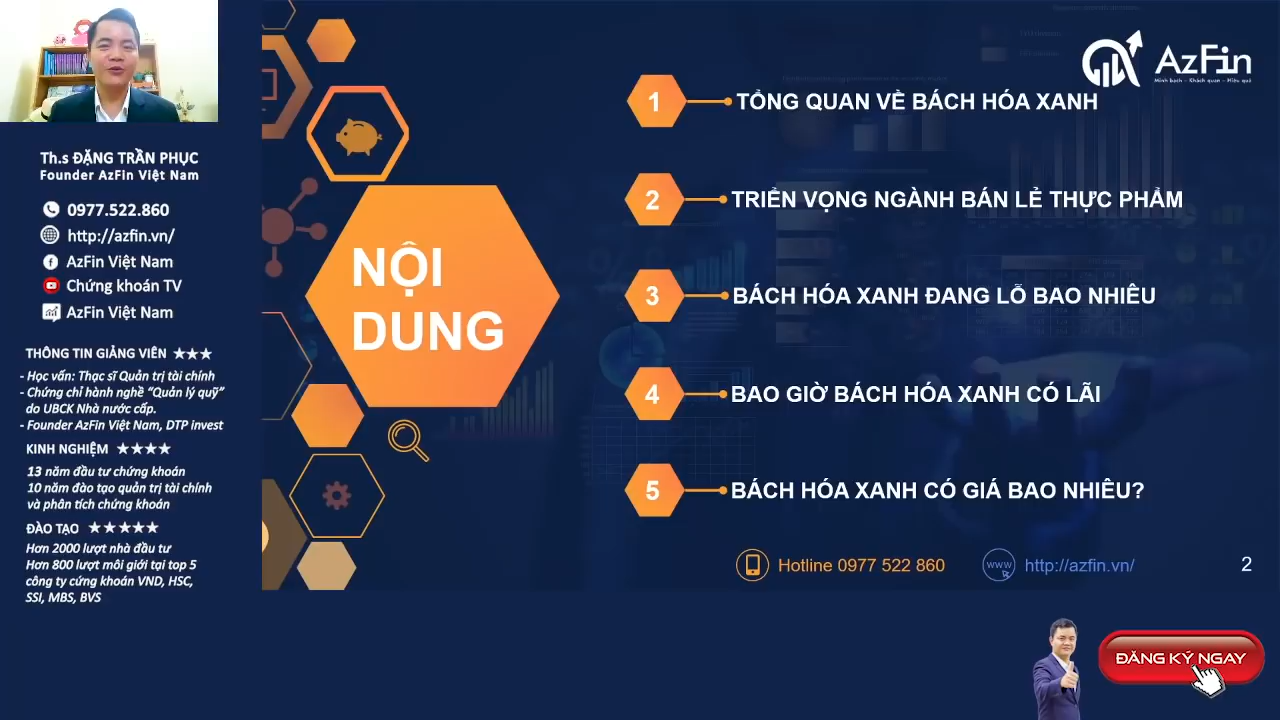 Th.s ĐẶNG TRẦN PHỤC
Founder AzFin Việt Nam
0977.522.860
http://azfin.vn/
AzFin Việt Nam
Chứng khoán TV
AzFin Việt Nam
THÔNG TIN GIẢNG VIÊN ★★★
- Học vấn: Thạc sĩ Quản trị tài chính
- Chứng chỉ hành nghề “Quản lý quỹ”
do UBCK Nhà nước cấp.
- Founder AzFin Việt Nam, DTP invest
KINH NGHIỆM ★★★★
13 năm đầu tư chứng khoán
10 năm đào tạo quản trị tài chính
và phân tích chứng khoán
ĐÀO TẠO ★★★★★
Hơn 2000 lượt nhà đầu tư
Hơn 800 lượt môi giới tại top 5
công ty cứng khoán VND, HSC,
SSI, MBS, BVS
NỘI
DUNG
AzFin
Minh bạch - Khách quan - Hiệu quả
1 TỔNG QUAN VỀ BÁCH HÓA XANH
2 TRIỂN VỌNG NGÀNH BÁN LẺ THỰC PHẨM
3 BÁCH HÓA XANH ĐANG LỖ BAO NHIÊU
4 BAO GIỜ BÁCH HÓA XANH CÓ LÃI
5 BÁCH HÓA XANH CÓ GIÁ BAO NHIÊU?
Hotline 0977 522 860
www http://azfin.vn/
2
ĐĂNG KÝ NGAY